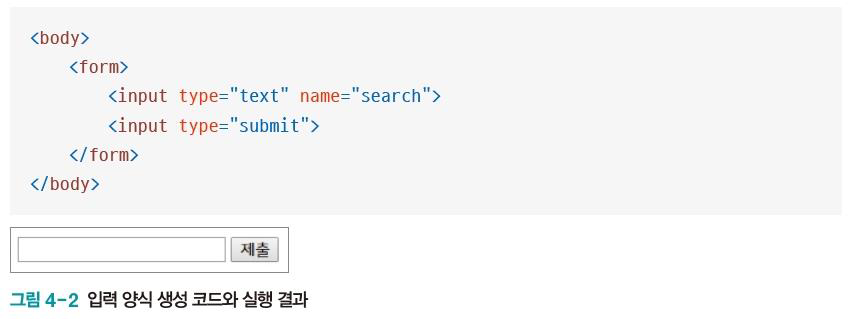 <body>
<form>
<input type="text" name="search">
<input type="submit">
</form>
</body>
제출
그림 4-2 입력 양식 생성 코드와 실행 결과